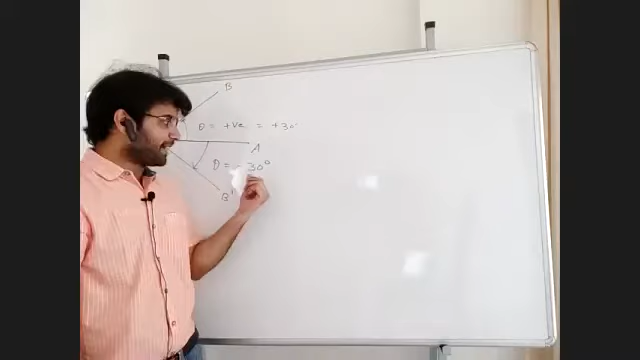 B
θ = +ve = +30°
A
θ = - 30°
B'